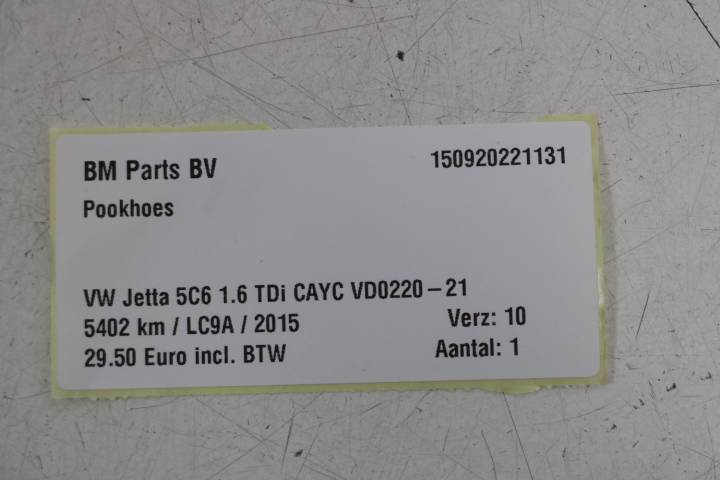 BM Parts BV 150920221131
Pookhoes
VW Jetta 5C6 1.6 TDi CAYC VD0220-21
5402 km / LC9A / 2015 Verz: 10
29.50 Euro incl. BTW Aantal: 1